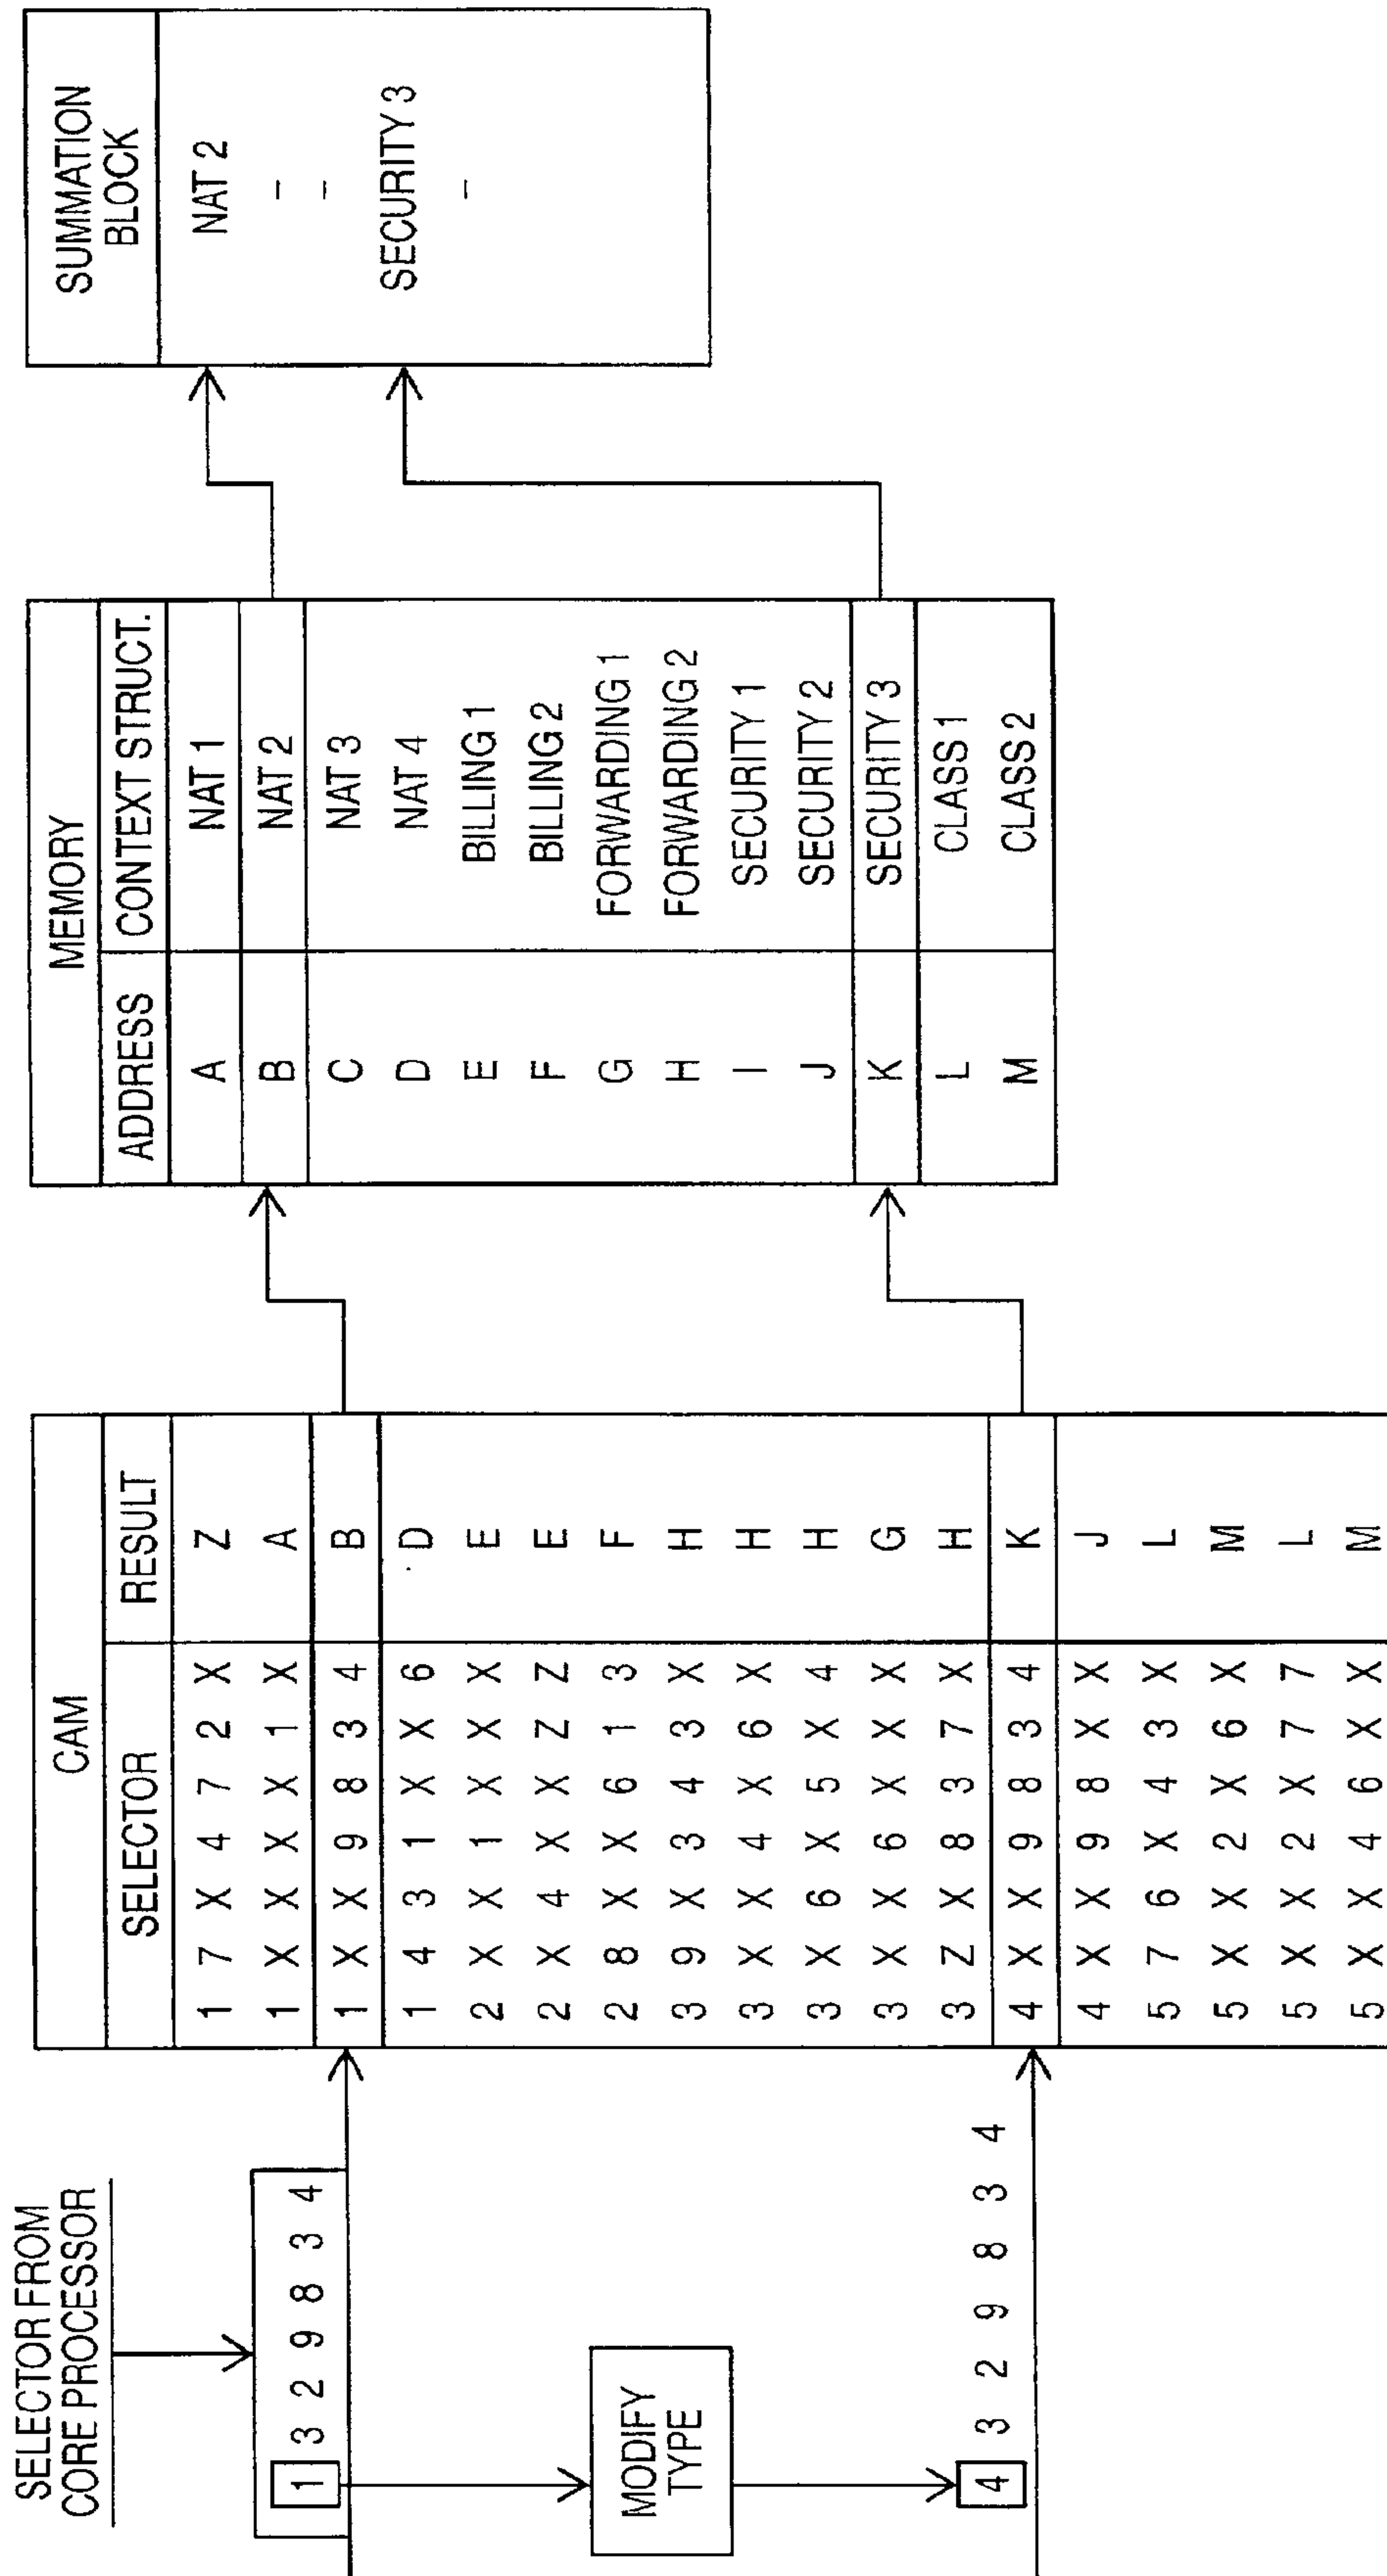 SELECTOR FROM
CORE PROCESSOR
1 3 2 9 8 3 4
MODIFY
TYPE
4 3 2 9 8 3 4
CAM
SELECTOR RESULT
1 7 X 4 7 2 X Z
1 X X X X 1 X A
1 X X 9 8 3 4 B
1 4 3 1 X X 6 D
2 X X 1 X X X E
2 X 4 X X Z Z E
2 8 X X 6 1 3 F
3 9 X 3 4 3 X H
3 X X 4 X 6 X H
3 X 6 X 5 X 4 H
3 X X 6 X X X G
3 Z X 8 3 7 X H
4 X X 9 8 3 4 K
4 X X 9 8 X X J
5 7 6 X 4 3 X L
5 X X 2 X 6 X M
5 X X 2 X 7 7 L
5 X X 4 6 X X M
MEMORY
ADDRESS CONTEXT STRUCT.
A NAT 1
B NAT 2
C NAT 3
D NAT 4
E BILLING 1
F BILLING 2
G FORWARDING 1
H FORWARDING 2
I SECURITY 1
J SECURITY 2
K SECURITY 3
L CLASS 1
M CLASS 2
SUMMATION
BLOCK
NAT 2
–
–
SECURITY 3
–